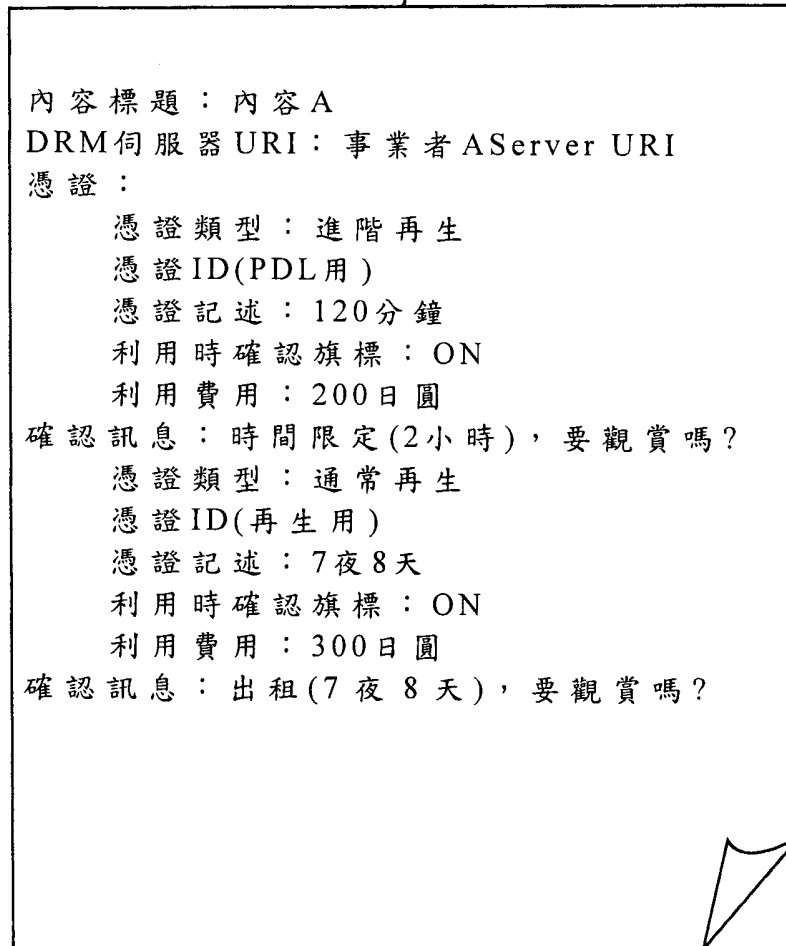 內容標題：內容A
DRM伺服器URI：事業者AServer URI
憑證：
憑證類型：進階再生
憑證ID(PDL用)
憑證記述：120分鐘
利用時確認旗標：ON
利用費用：200日圓
確認訊息：時間限定(2小時)，要觀賞嗎?
憑證類型：通常再生
憑證ID(再生用)
憑證記述：7夜8天
利用時確認旗標：ON
利用費用：300日圓
確認訊息：出租(7夜8天)，要觀賞嗎?